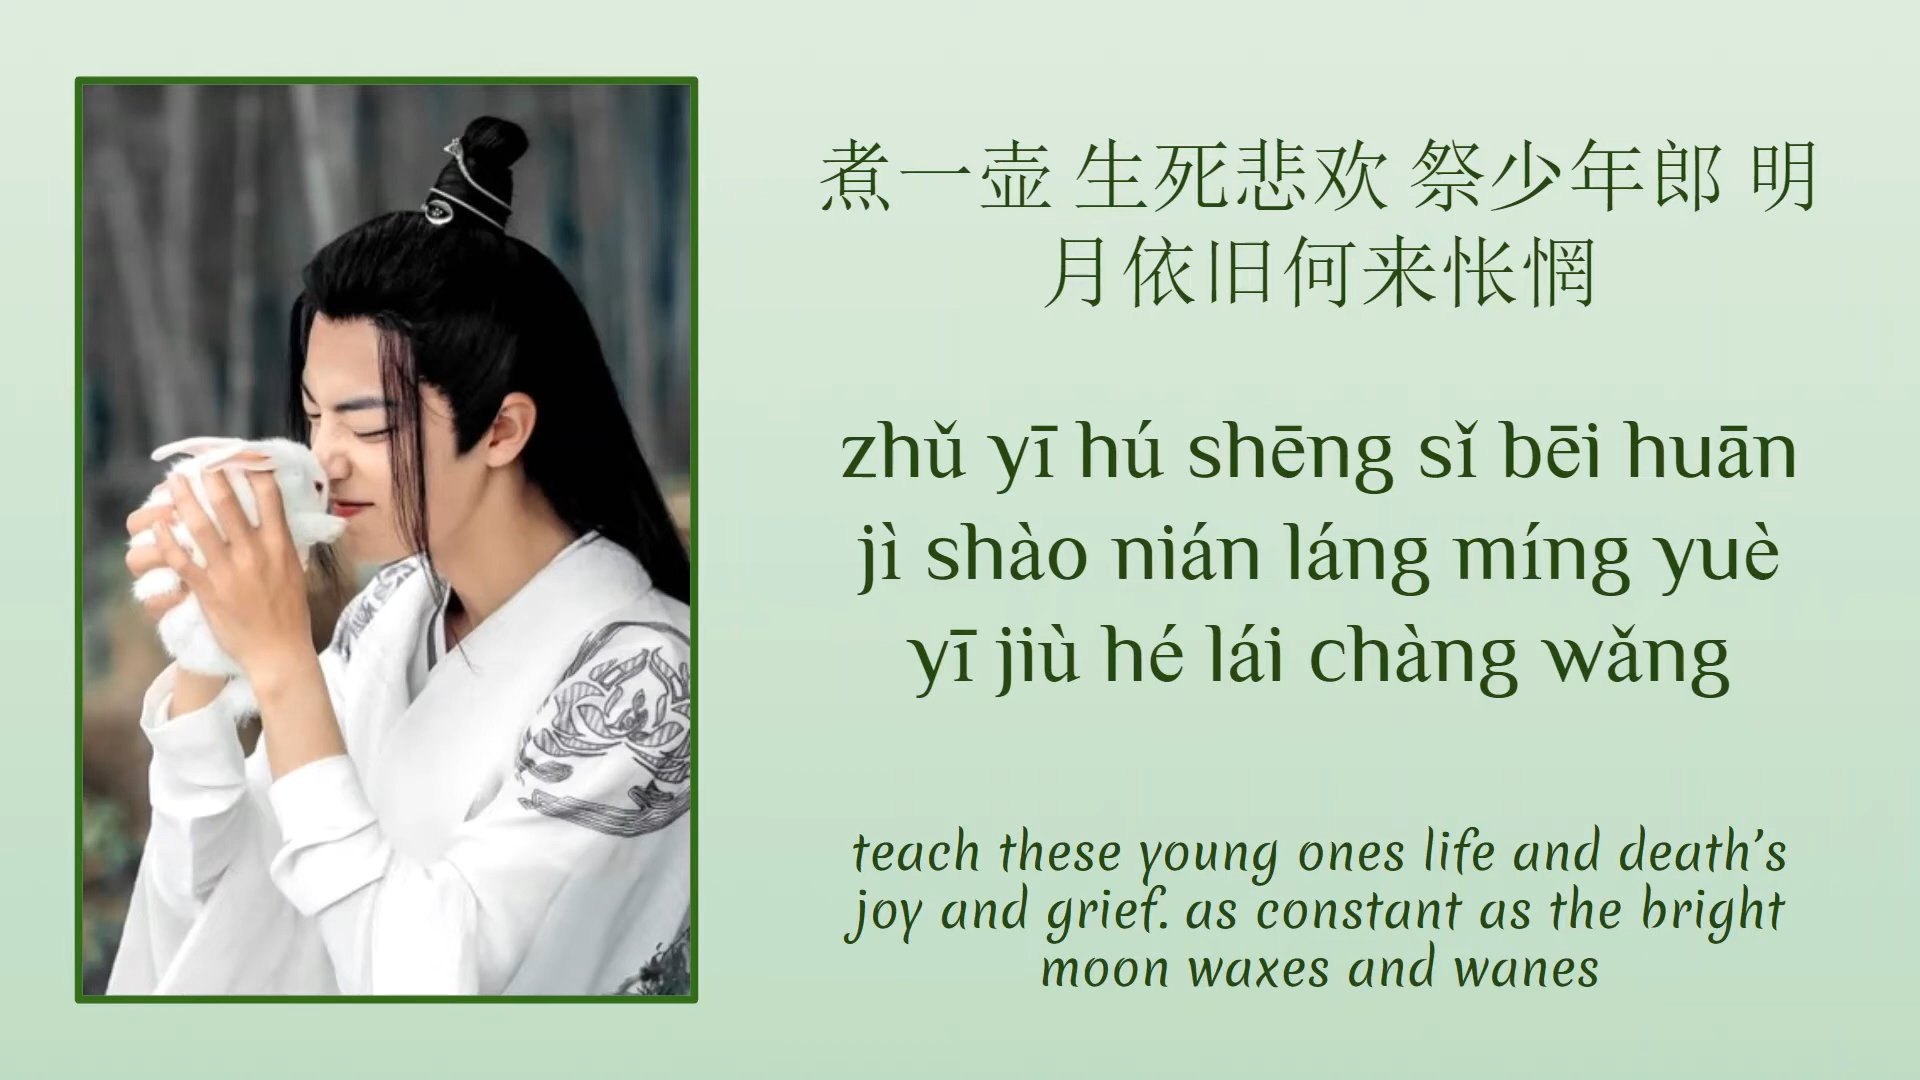 煮一壶 生死悲欢 祭少年郎 明
月依旧何来怅惘
zhǔ yī hú shēng sǐ bēi huān
jì shào nián láng míng yuè
yī jiù hé lái chàng wǎng
teach these young ones life and death’s
joy and grief. as constant as the bright
moon waxes and wanes